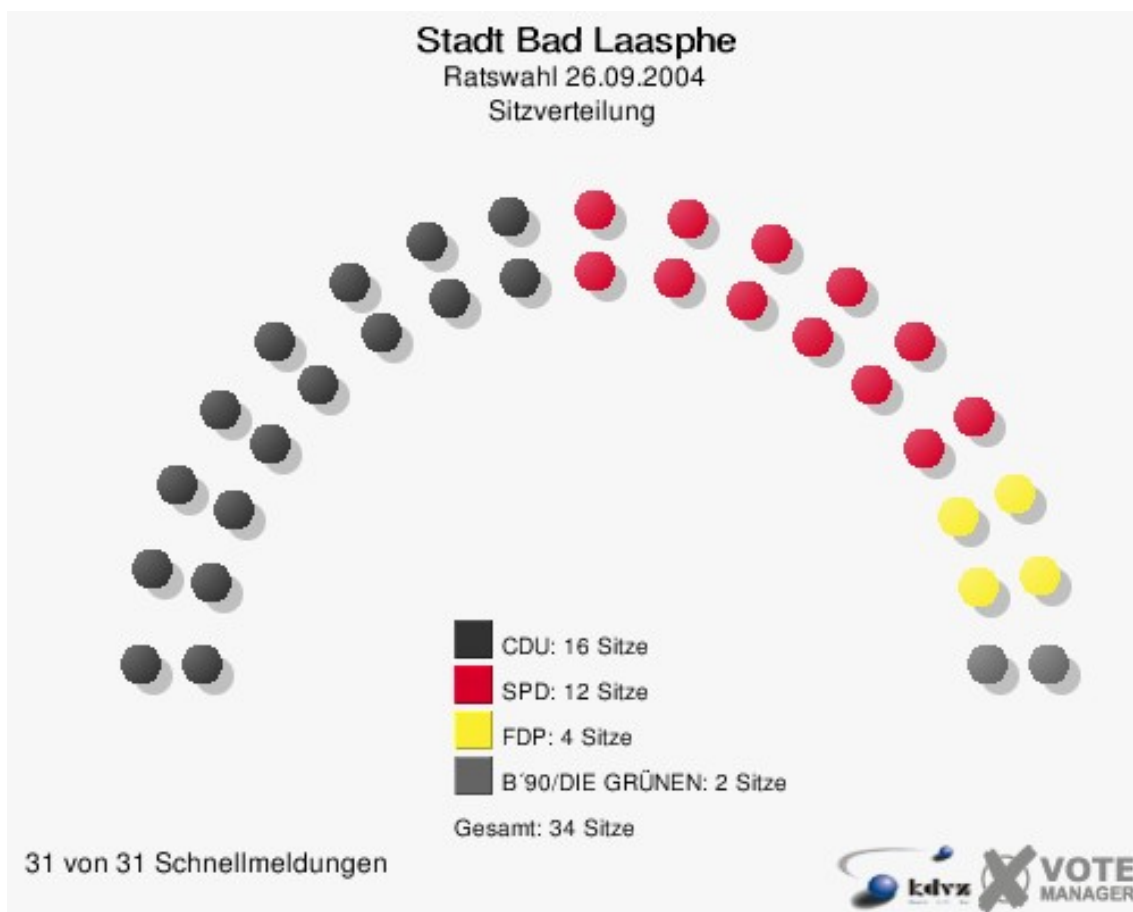 Stadt Bad Laasphe
Ratswahl 26.09.2004
Sitzverteilung
CDU: 16 Sitze
SPD: 12 Sitze
FDP: 4 Sitze
B´90/DIE GRÜNEN: 2 Sitze
Gesamt: 34 Sitze
31 von 31 Schnellmeldungen
kdvz
VOTE
MANAGER